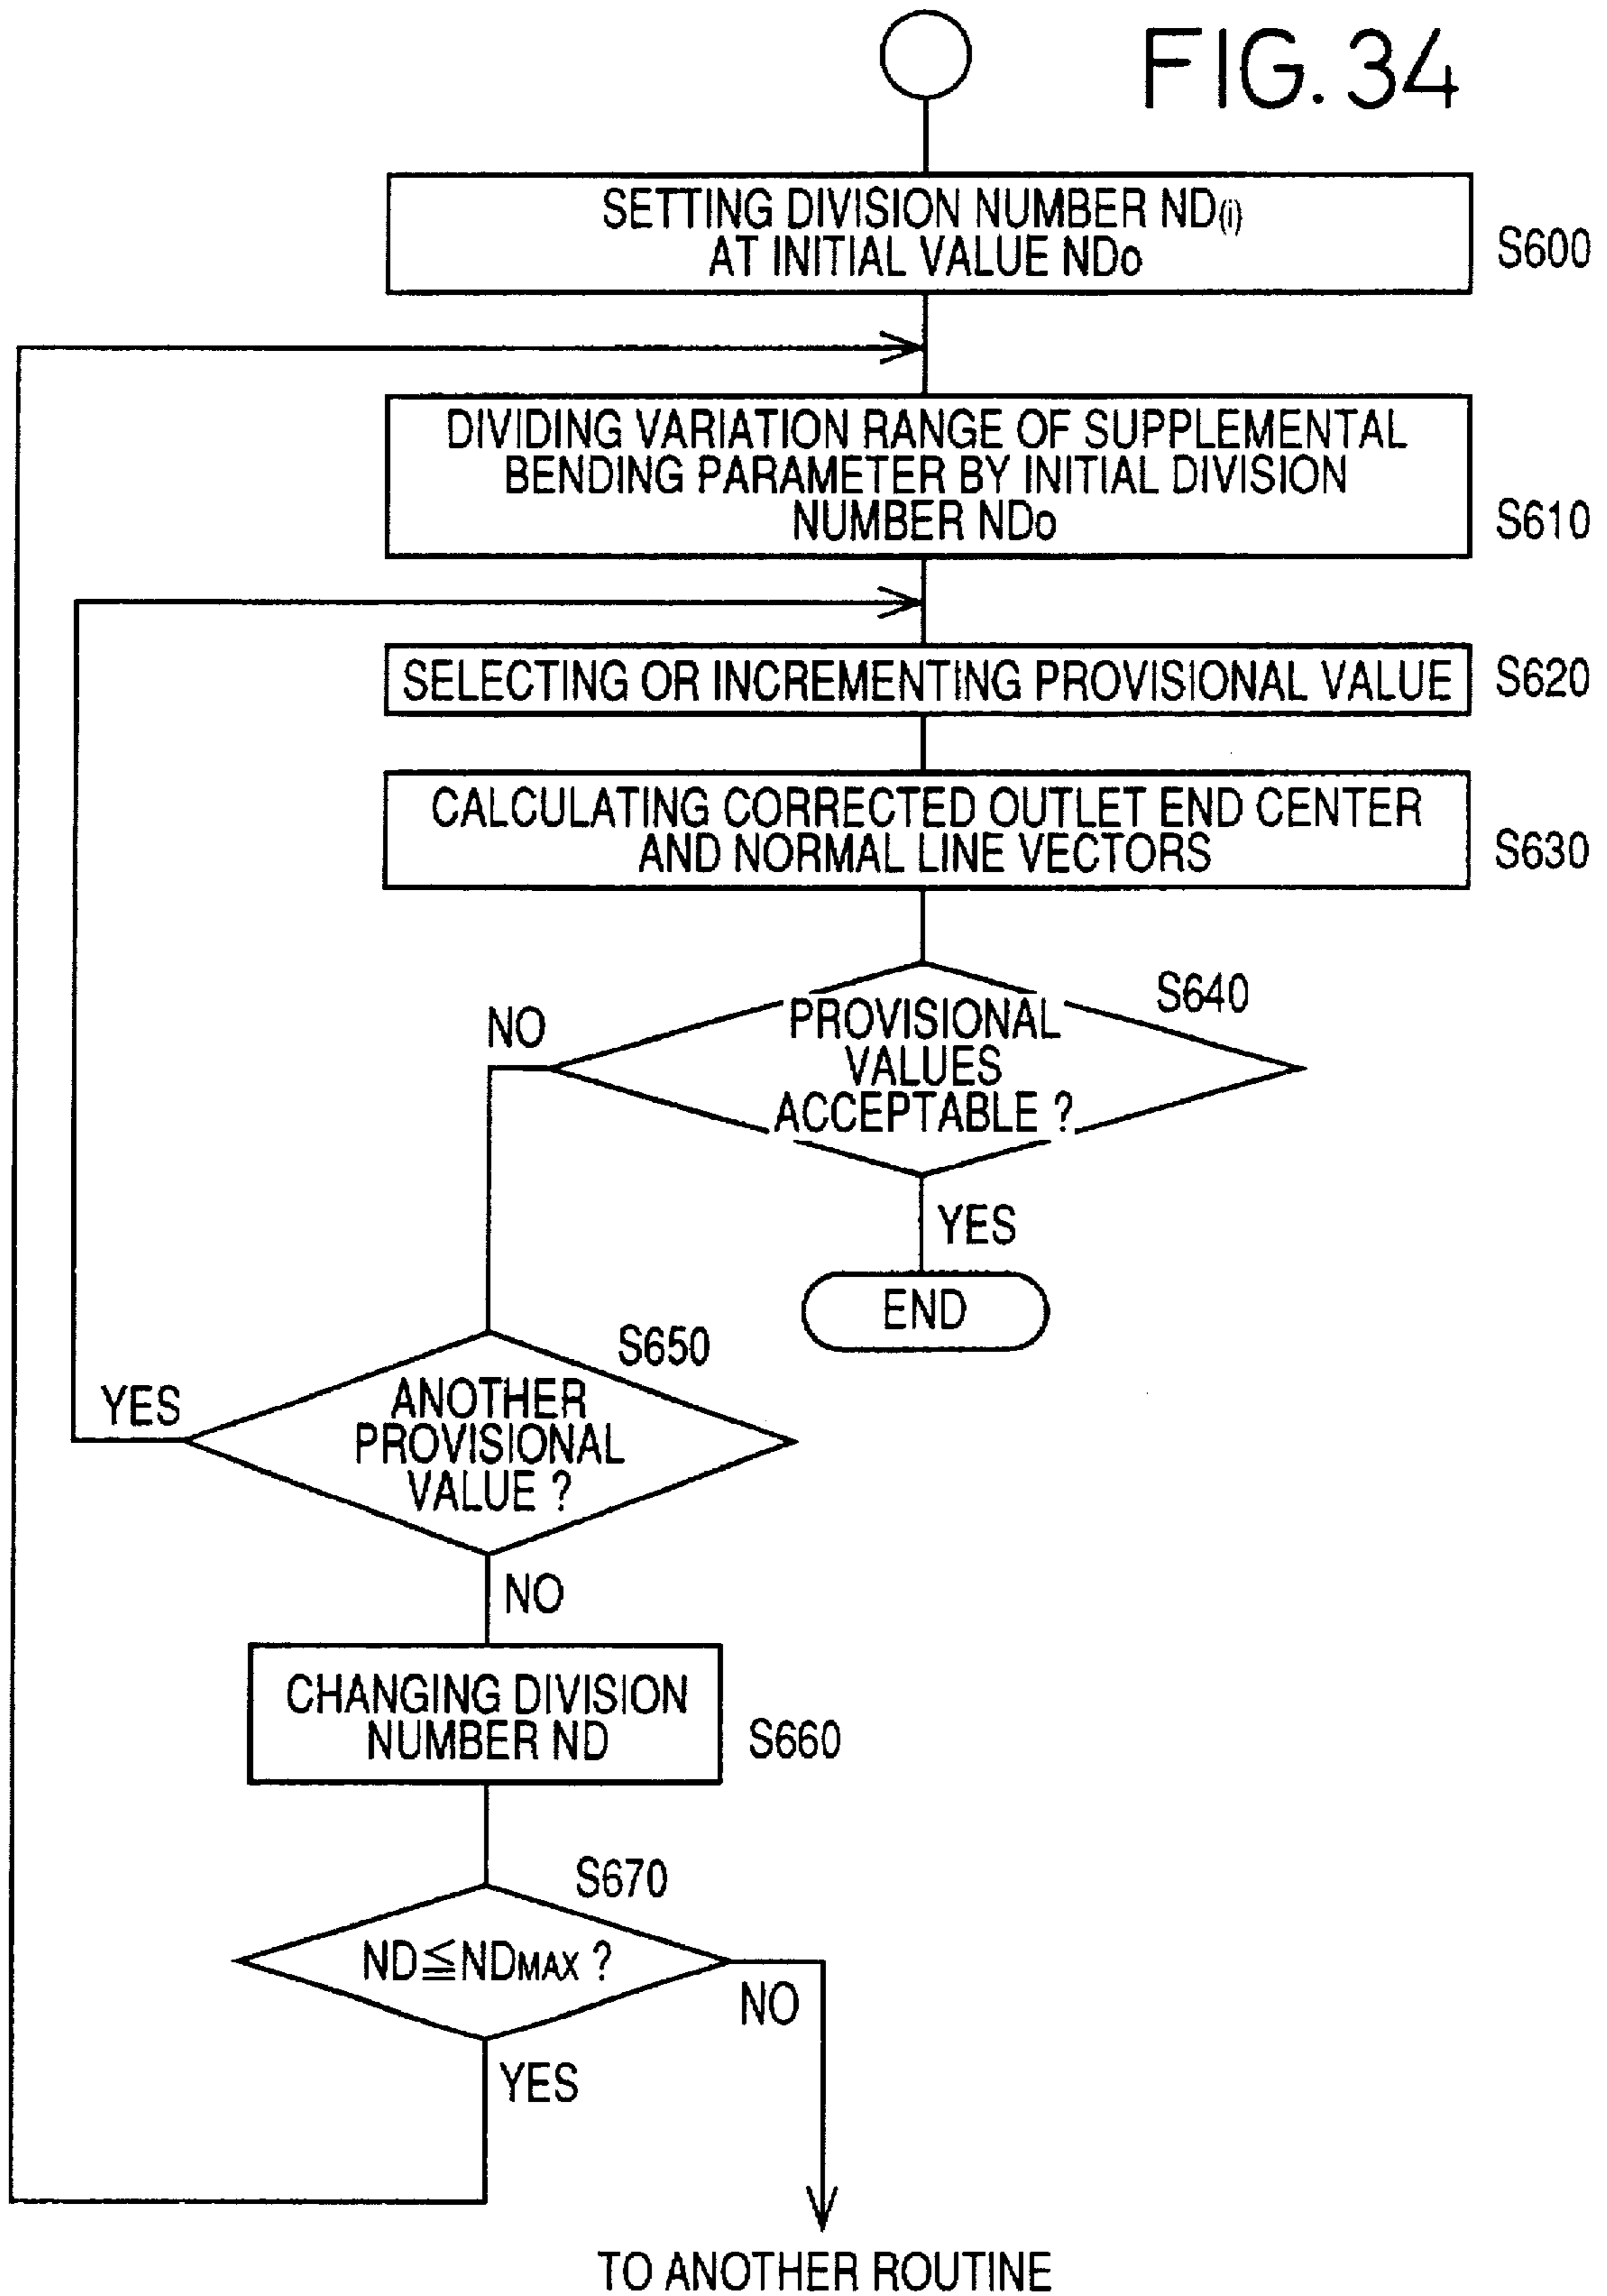 FIG. 34
SETTING DIVISION NUMBER ND(i)
AT INITIAL VALUE NDo
S600
DIVIDING VARIATION RANGE OF SUPPLEMENTAL
BENDING PARAMETER BY INITIAL DIVISION
NUMBER NDo
S610
SELECTING OR INCREMENTING PROVISIONAL VALUE
S620
CALCULATING CORRECTED OUTLET END CENTER
AND NORMAL LINE VECTORS
S630
S640
NO
PROVISIONAL
VALUES
ACCEPTABLE ?
YES
END
S650
YES
ANOTHER
PROVISIONAL
VALUE ?
NO
CHANGING DIVISION
NUMBER ND
S660
S670
ND≦NDMAX ?
NO
YES
TO ANOTHER ROUTINE